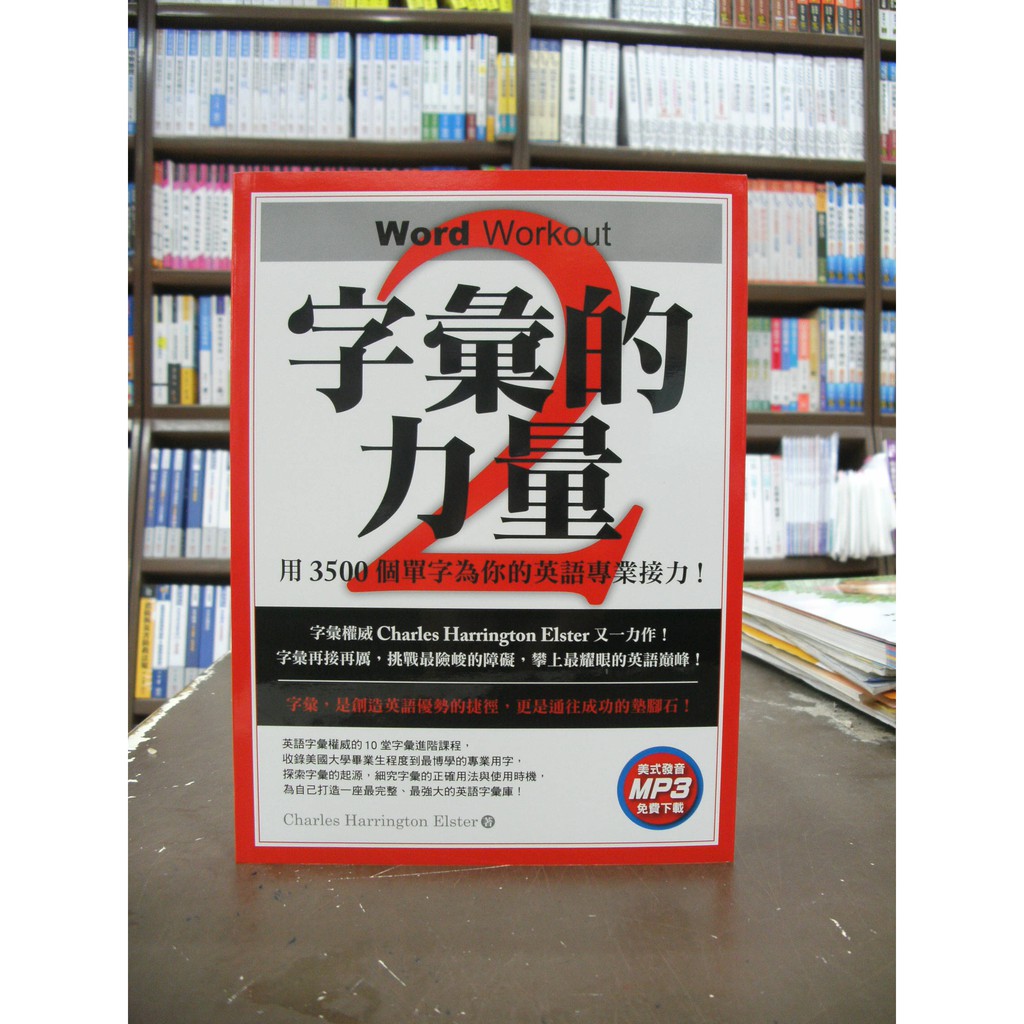 Word Workout
2
字彙的
力量
用 3500 個單字為你的英語專業接力！
字彙權威 Charles Harrington Elster 又一力作！
字彙再接再厲，挑戰最險峻的障礙，攀上最耀眼的英語巔峰！
字彙，是創造英語優勢的捷徑，更是通往成功的墊腳石！
英語字彙權威的 10 堂字彙進階課程，
收錄美國大學畢業生程度到最博學的專業用字，
探索字彙的起源，細究字彙的正確用法與使用時機，
為自己打造一座最完整、最強大的英語字彙庫！
Charles Harrington Elster 著
美式發音
MP3
免費下載